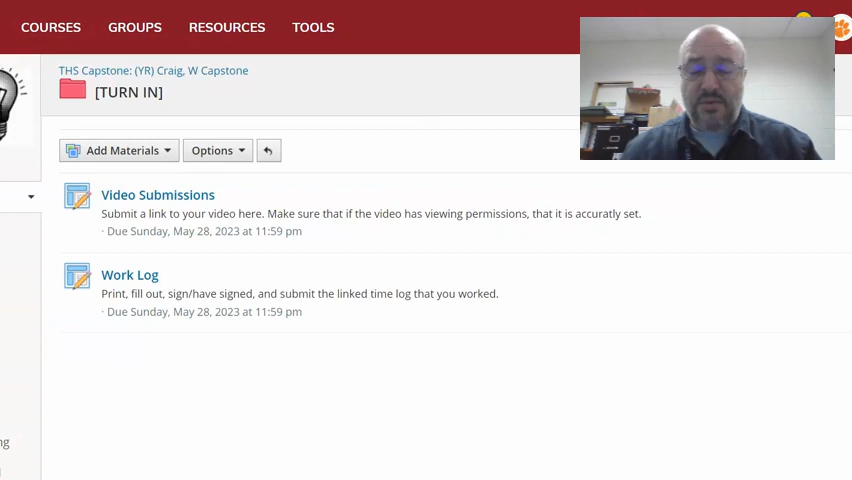 COURSES GROUPS RESOURCES TOOLS
THS Capstone: (YR) Craig, W Capstone
[TURN IN]
Add Materials Options
Video Submissions
Submit a link to your video here. Make sure that if the video has viewing permissions, that it is accuratly set.
· Due Sunday, May 28, 2023 at 11:59 pm
Work Log
Print, fill out, sign/have signed, and submit the linked time log that you worked.
· Due Sunday, May 28, 2023 at 11:59 pm
ng